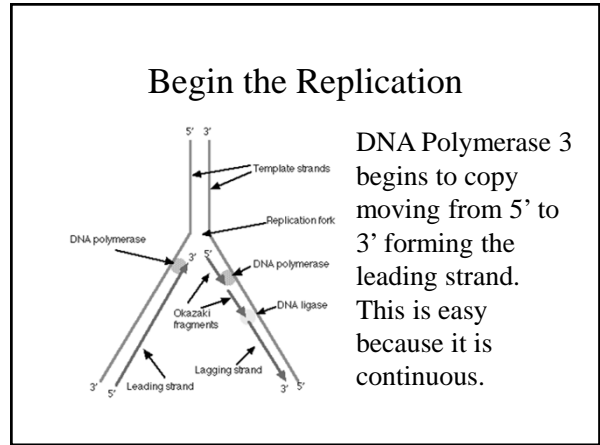 Begin the Replication
5' 3'
Template strands
Replication fork
DNA polymerase
3' 5'
DNA polymerase
DNA ligase
Okazaki
fragments
Lagging strand
3' 5' Leading strand
3' 5'
DNA Polymerase 3
begins to copy
moving from 5’ to
3’ forming the
leading strand.
This is easy
because it is
continuous.